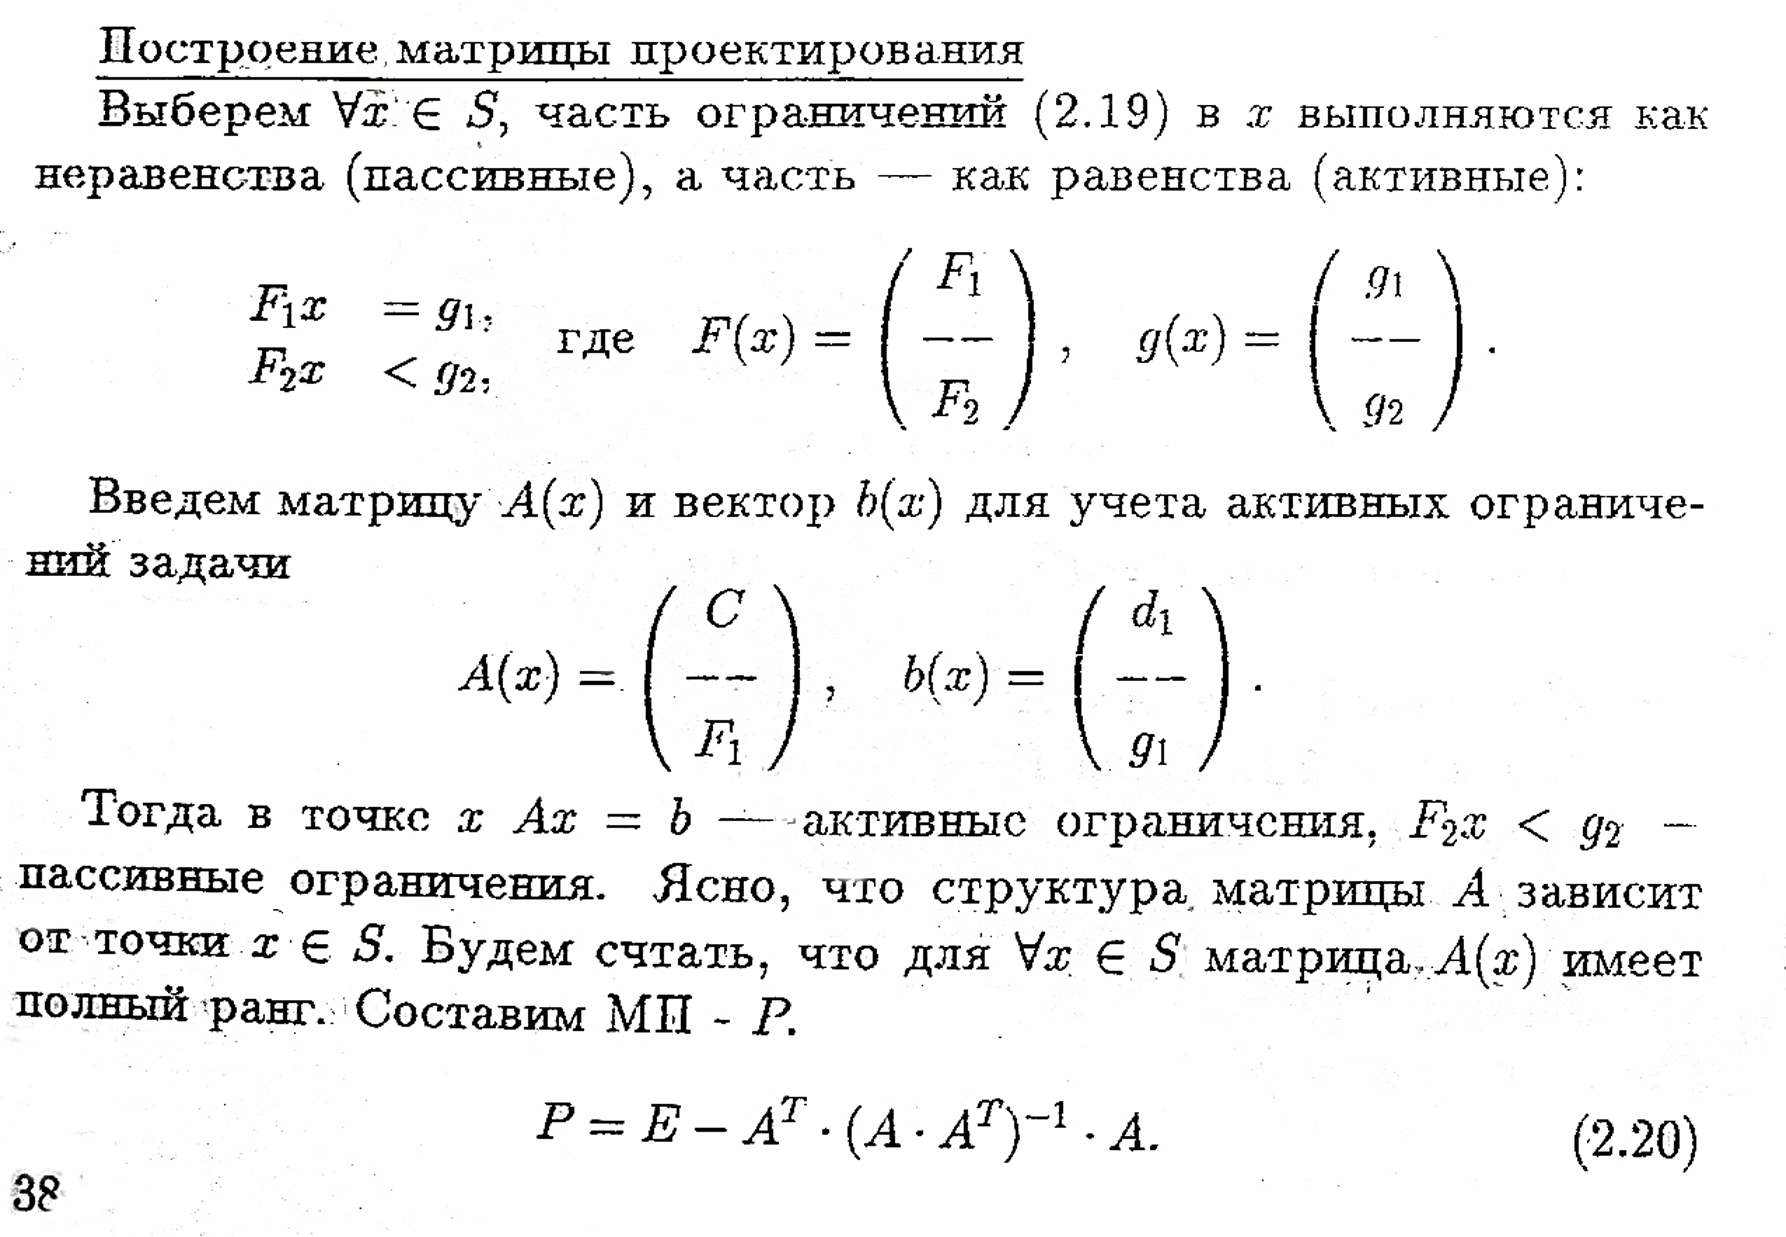 Построение матрицы проектирования
Выберем ∀x ∈ S, часть ограничений (2.19) в x выполняются как
неравенства (пассивные), а часть — как равенства (активные):
F₁x = g₁,
F₂x < g₂,
где F(x) = ( F₁ -- F₂ ) , g(x) = ( g₁ -- g₂ ) .
Введем матрицу A(x) и вектор b(x) для учета активных ограниче-
ний задачи
A(x) = ( C -- F₁ ) , b(x) = ( d₁ -- g₁ ) .
Тогда в точке x Ax = b — активные ограничения, F₂x < g₂ –
пассивные ограничения. Ясно, что структура матрицы A зависит
от точки x ∈ S. Будем счтать, что для ∀x ∈ S матрица A(x) имеет
полный ранг. Составим МП - P.
P = E − Aᵀ · (A · Aᵀ)⁻¹ · A. (2.20)
38